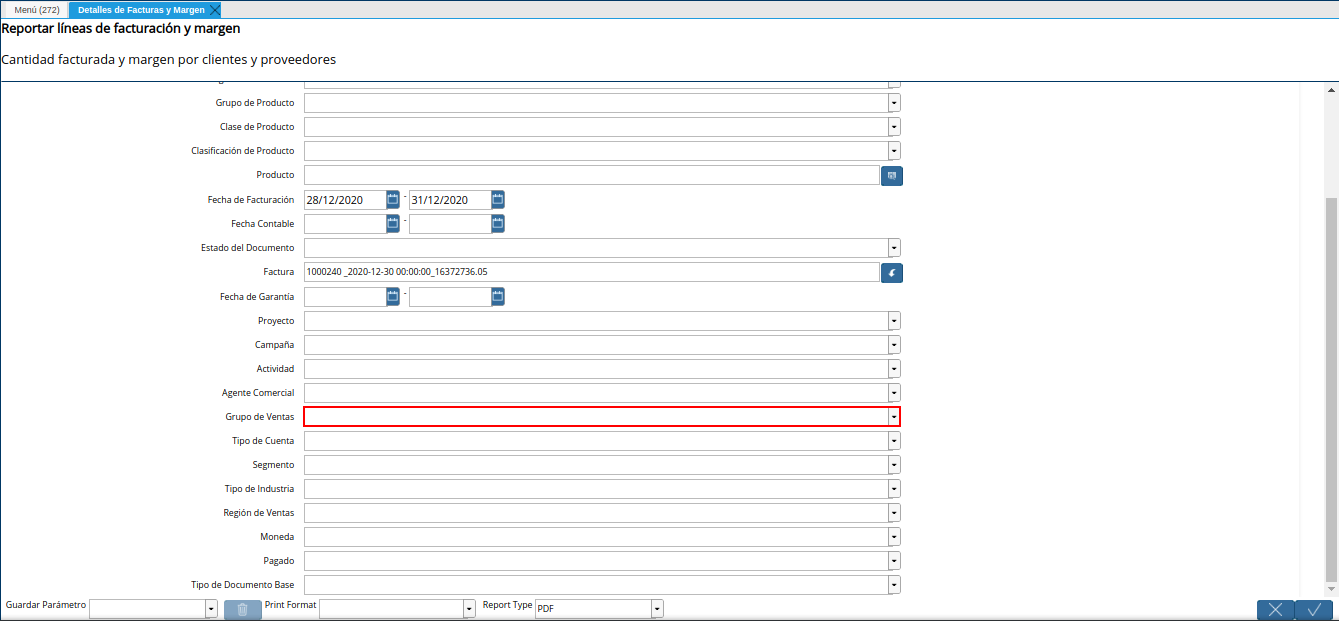 Menú (272)
Detalles de Facturas y Margen
Reportar líneas de facturación y margen
Cantidad facturada y margen por clientes y proveedores
Grupo de Producto
Clase de Producto
Clasificación de Producto
Producto
Fecha de Facturación 28/12/2020 - 31/12/2020
Fecha Contable -
Estado del Documento
Factura 1000240 _2020-12-30 00:00:00_16372736.05
Fecha de Garantía -
Proyecto
Campaña
Actividad
Agente Comercial
Grupo de Ventas
Tipo de Cuenta
Segmento
Tipo de Industria
Región de Ventas
Moneda
Pagado
Tipo de Documento Base
Guardar Parámetro Print Format Report Type PDF